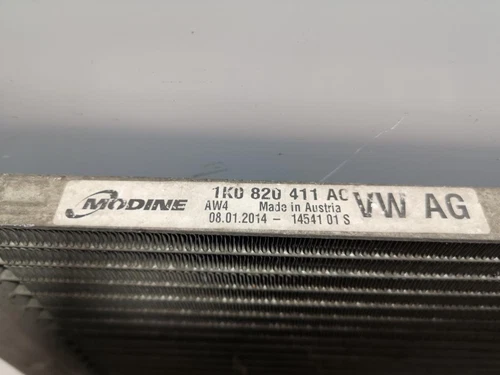 MODINE
1K0 820 411 AC
AW4 Made in Austria
08.01.2014 - 14541 01 S
VW AG